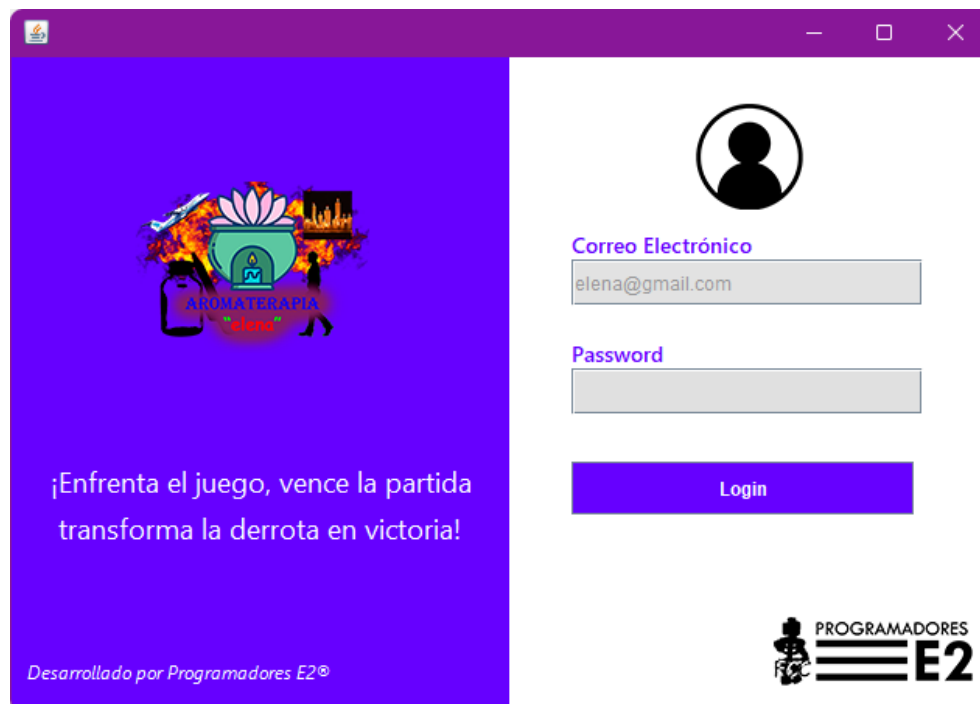 AROMATERAPIA
"elena"
¡Enfrenta el juego, vence la partida
transforma la derrota en victoria!
Desarrollado por Programadores E2®
Correo Electrónico
elena@gmail.com
Password
Login
PROGRAMADORES
E2